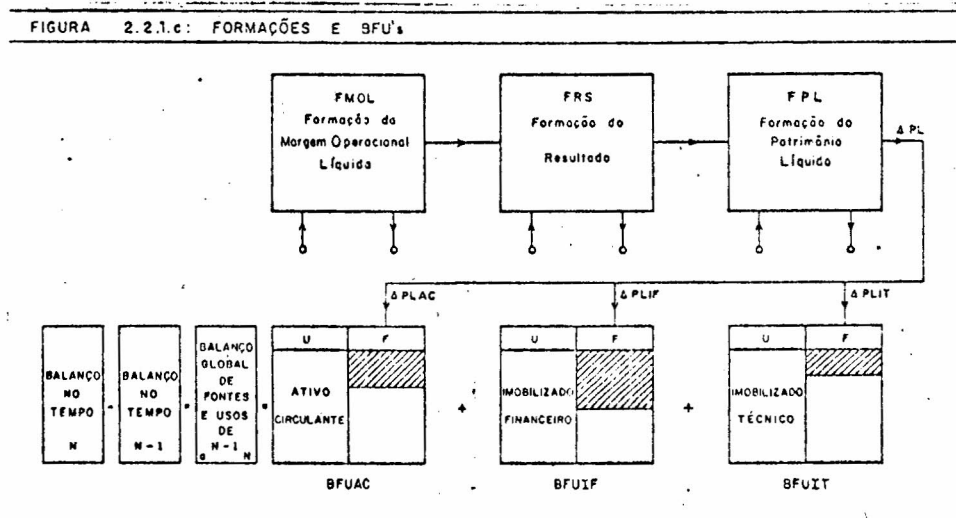 FIGURA 2.2.1.c: FORMAÇÕES E BFU's
FMOL
Formação da
Margem Operacional
Líquida
FRS
Formação do
Resultado
FPL
Formação do
Patrimônio
Líquido
Δ PL
Δ PLAC
Δ PLIF
Δ PLIT
BALANÇO
NO
TEMPO
N
-
BALANÇO
NO
TEMPO
N-1
=
BALANÇO
GLOBAL
DE
FONTES
E USOS
DE
N-1
a N
=
U F
ATIVO
CIRCULANTE
BFUAC
+
U F
IMOBILIZADO
FINANCEIRO
BFUIF
+
U F
IMOBILIZADO
TÉCNICO
BFUIT